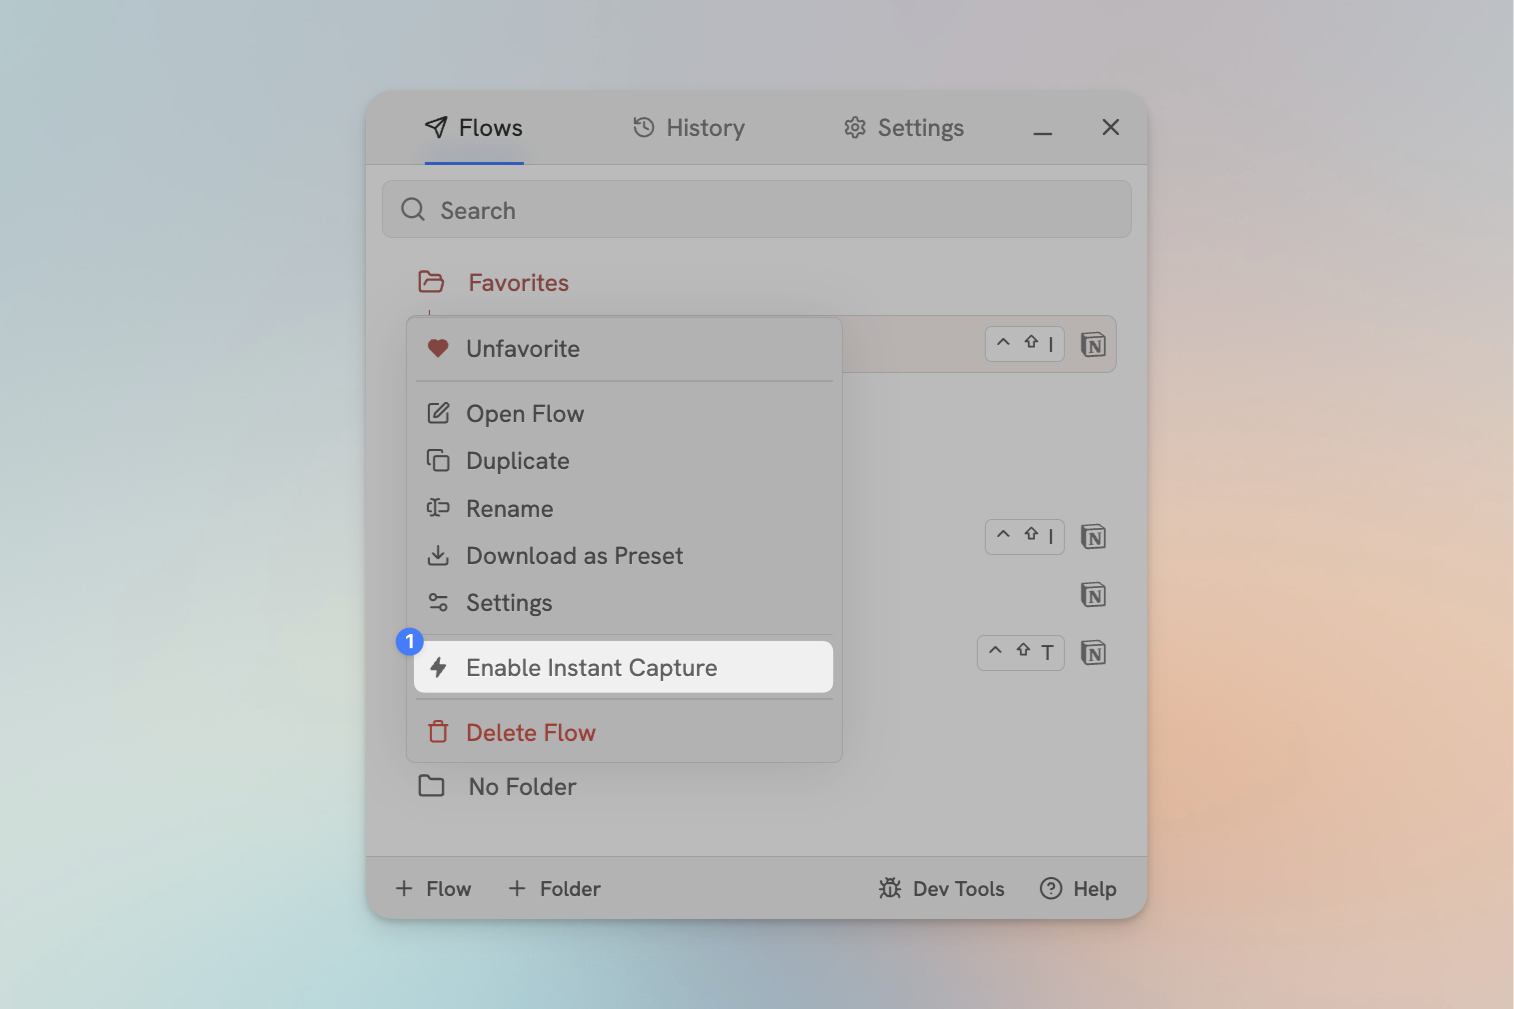 Flows History Settings
Search
Favorites
Unfavorite
^ ⇧ I N
Open Flow
Duplicate
Rename
^ ⇧ I N
Download as Preset
Settings
N
1
Enable Instant Capture
^ ⇧ T N
Delete Flow
No Folder
+ Flow + Folder Dev Tools ? Help